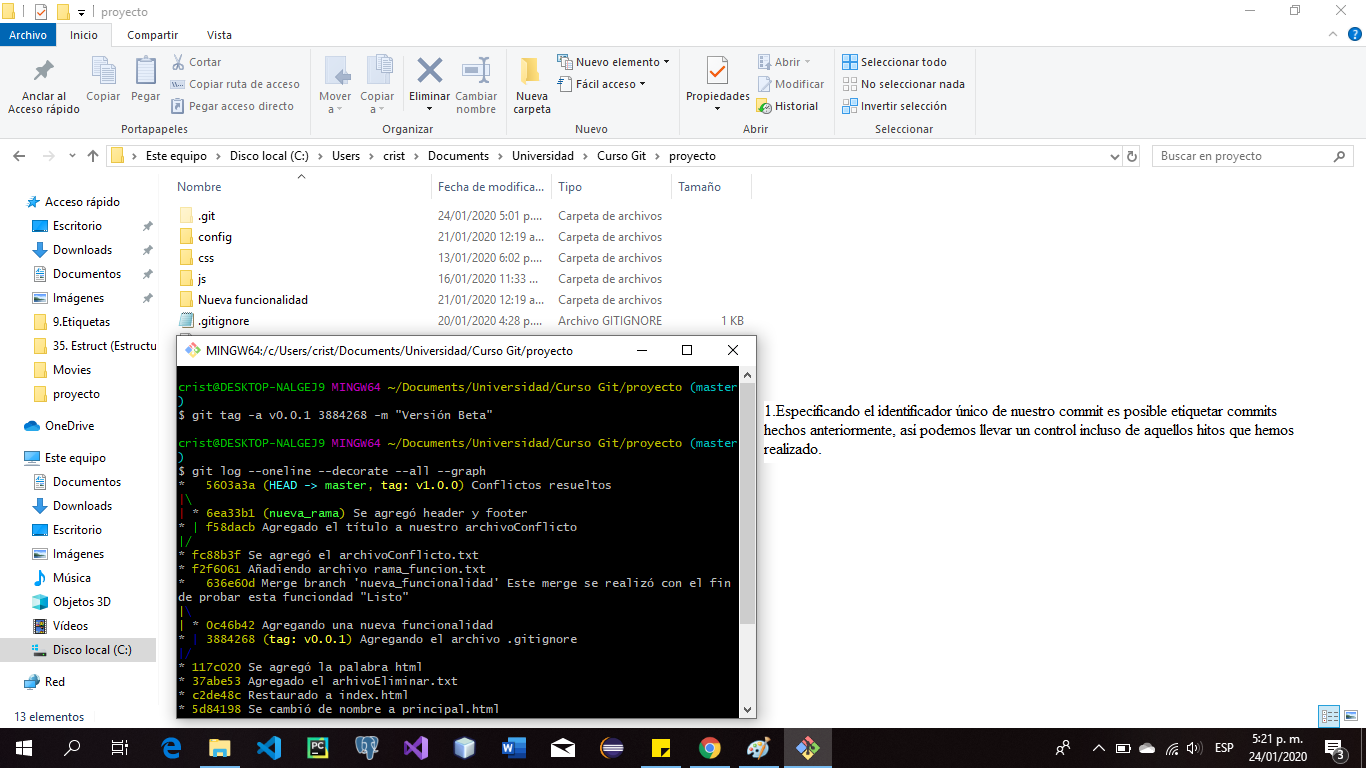 proyecto
Archivo Inicio Compartir Vista
Anclar al Acceso rápido
Copiar
Pegar
Cortar
Copiar ruta de acceso
Pegar acceso directo
Portapapeles
Mover a
Copiar a
Eliminar
Cambiar nombre
Organizar
Nueva carpeta
Nuevo elemento
Fácil acceso
Nuevo
Propiedades
Abrir
Modificar
Historial
Abrir
Seleccionar todo
No seleccionar nada
Invertir selección
Seleccionar
Este equipo > Disco local (C:) > Users > crist > Documents > Universidad > Curso Git > proyecto
Buscar en proyecto
Acceso rápido
Escritorio
Downloads
Documentos
Imágenes
9.Etiquetas
35. Estruct (Estructu
Movies
proyecto
OneDrive
Este equipo
Documentos
Downloads
Escritorio
Imágenes
Música
Objetos 3D
Vídeos
Disco local (C:)
Red
13 elementos
Nombre Fecha de modifica... Tipo Tamaño
.git 24/01/2020 5:01 p.... Carpeta de archivos
config 21/01/2020 12:19 a... Carpeta de archivos
css 13/01/2020 6:02 p.... Carpeta de archivos
js 16/01/2020 11:33 ... Carpeta de archivos
Nueva funcionalidad 21/01/2020 12:19 a... Carpeta de archivos
.gitignore 20/01/2020 4:28 p.... Archivo GITIGNORE 1 KB
MINGW64:/c/Users/crist/Documents/Universidad/Curso Git/proyecto
crist@DESKTOP-NALGEJ9 MINGW64 ~/Documents/Universidad/Curso Git/proyecto (master
)
$ git tag -a v0.0.1 3884268 -m "Versión Beta"
crist@DESKTOP-NALGEJ9 MINGW64 ~/Documents/Universidad/Curso Git/proyecto (master
)
$ git log --oneline --decorate --all --graph
*   5603a3a (HEAD -> master, tag: v1.0.0) Conflictos resueltos
|\
| * 6ea33b1 (nueva_rama) Se agregó header y footer
* | f58dacb Agregado el título a nuestro archivoConflicto
|/
* fc88b3f Se agregó el archivoConflicto.txt
* f2f6061 Añadiendo archivo rama_funcion.txt
*   636e60d Merge branch 'nueva_funcionalidad' Este merge se realizó con el fin
de probar esta funciondad "Listo"
|\
| * 0c46b42 Agregando una nueva funcionalidad
* | 3884268 (tag: v0.0.1) Agregando el archivo .gitignore
|/
* 117c020 Se agregó la palabra html
* 37abe53 Agregado el arhivoEliminar.txt
* c2de48c Restaurado a index.html
* 5d84198 Se cambió de nombre a principal.html
1.Especificando el identificador único de nuestro commit es posible etiquetar commits
hechos anteriormente, así podemos llevar un control incluso de aquellos hitos que hemos
realizado.
ESP
5:21 p. m.
24/01/2020
3